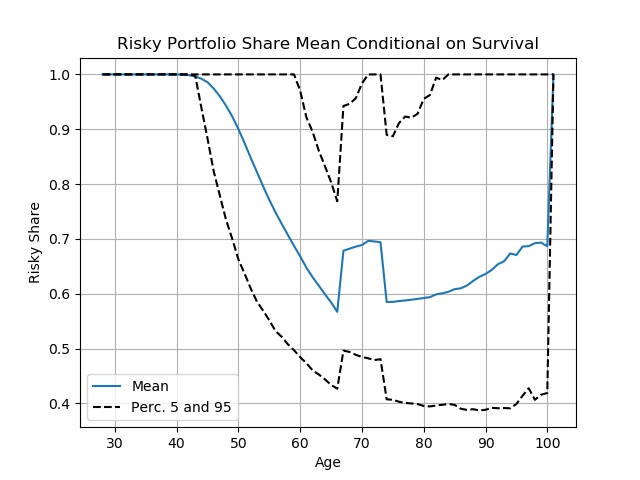 Risky Portfolio Share Mean Conditional on Survival
1.0
0.9
0.8
0.7
0.6
0.5
0.4
Risky Share
Mean
Perc. 5 and 95
30 40 50 60 70 80 90 100
Age